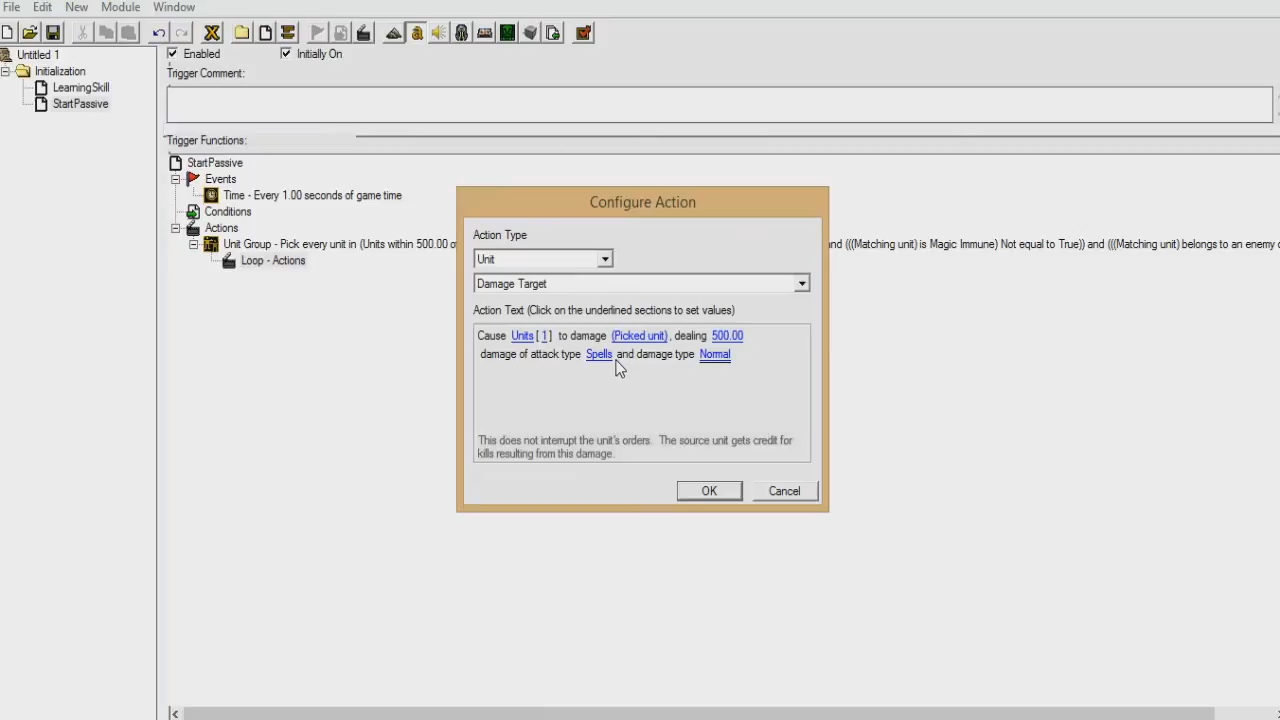 File Edit New Module Window
Untitled 1
Initialization
LearningSkill
StartPassive
Enabled Initially On
Trigger Comment:
Trigger Functions:
StartPassive
Events
Time - Every 1.00 seconds of game time
Conditions
Actions
Unit Group - Pick every unit in (Units within 500.00 o and (((Matching unit) is Magic Immune) Not equal to True)) and (((Matching unit) belongs to an enemy
Loop - Actions
Configure Action
Action Type
Unit
Damage Target
Action Text (Click on the underlined sections to set values)
Cause Units[ 1 ] to damage (Picked unit), dealing 500.00
damage of attack type Spells and damage type Normal
This does not interrupt the unit's orders. The source unit gets credit for
kills resulting from this damage.
OK Cancel